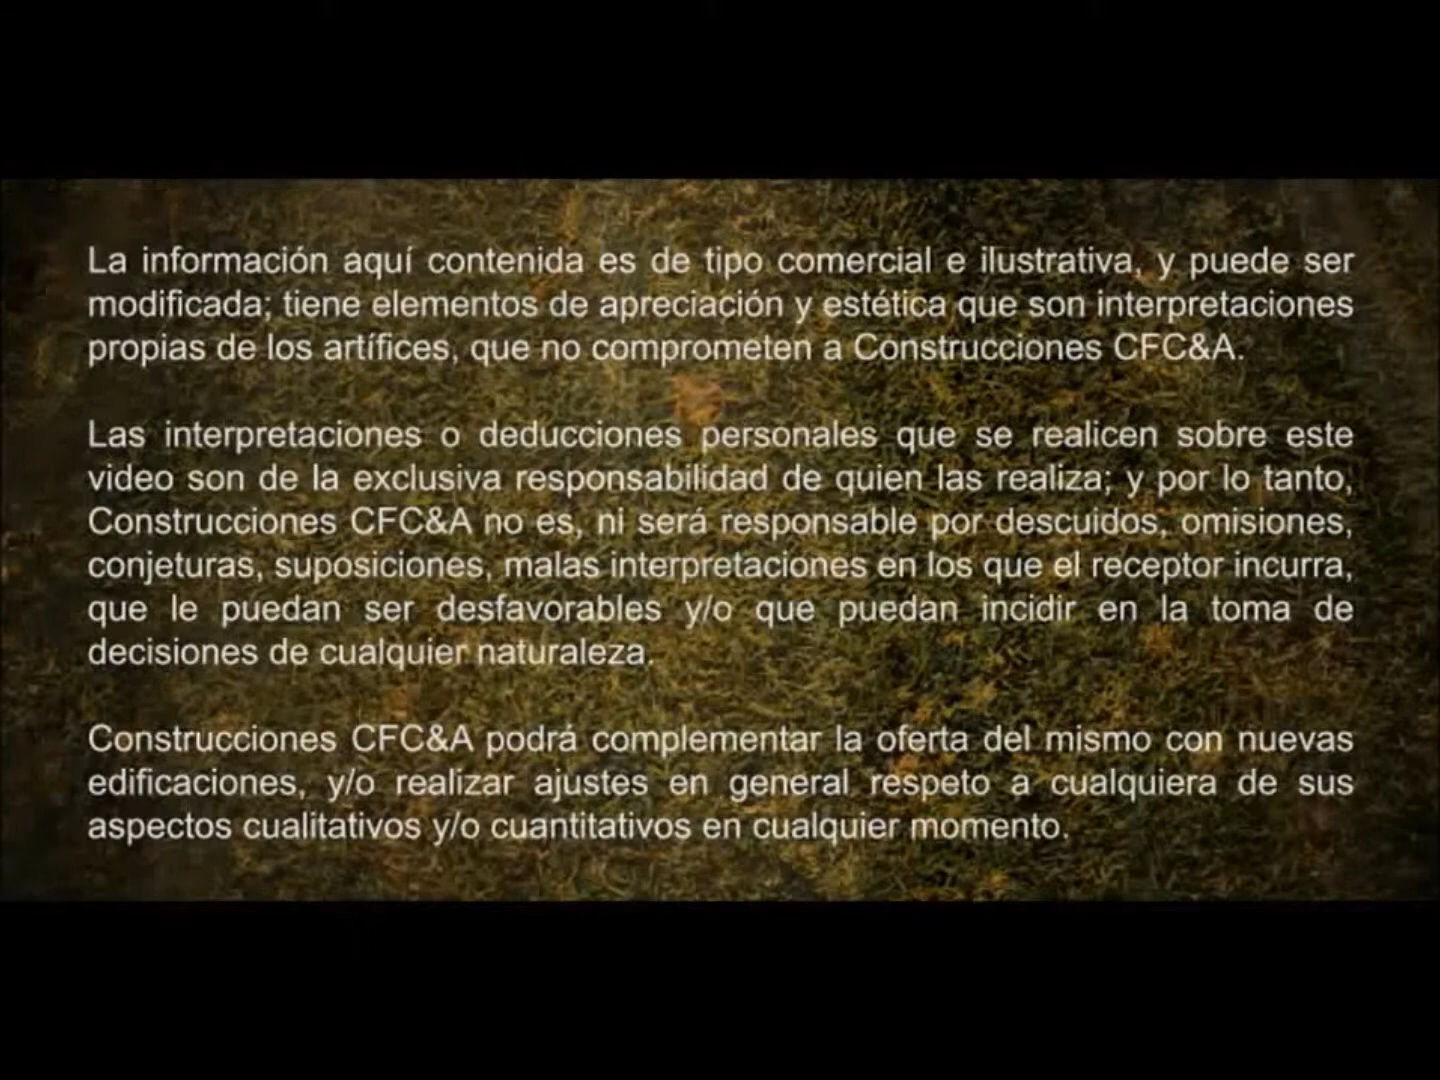 La información aquí contenida es de tipo comercial e ilustrativa, y puede ser
modificada; tiene elementos de apreciación y estética que son interpretaciones
propias de los artífices, que no comprometen a Construcciones CFC&A.
Las interpretaciones o deducciones personales que se realicen sobre este
video son de la exclusiva responsabilidad de quien las realiza; y por lo tanto,
Construcciones CFC&A no es, ni será responsable por descuidos, omisiones,
conjeturas, suposiciones, malas interpretaciones en los que el receptor incurra,
que le puedan ser desfavorables y/o que puedan incidir en la toma de
decisiones de cualquier naturaleza.
Construcciones CFC&A podrá complementar la oferta del mismo con nuevas
edificaciones, y/o realizar ajustes en general respeto a cualquiera de sus
aspectos cualitativos y/o cuantitativos en cualquier momento.